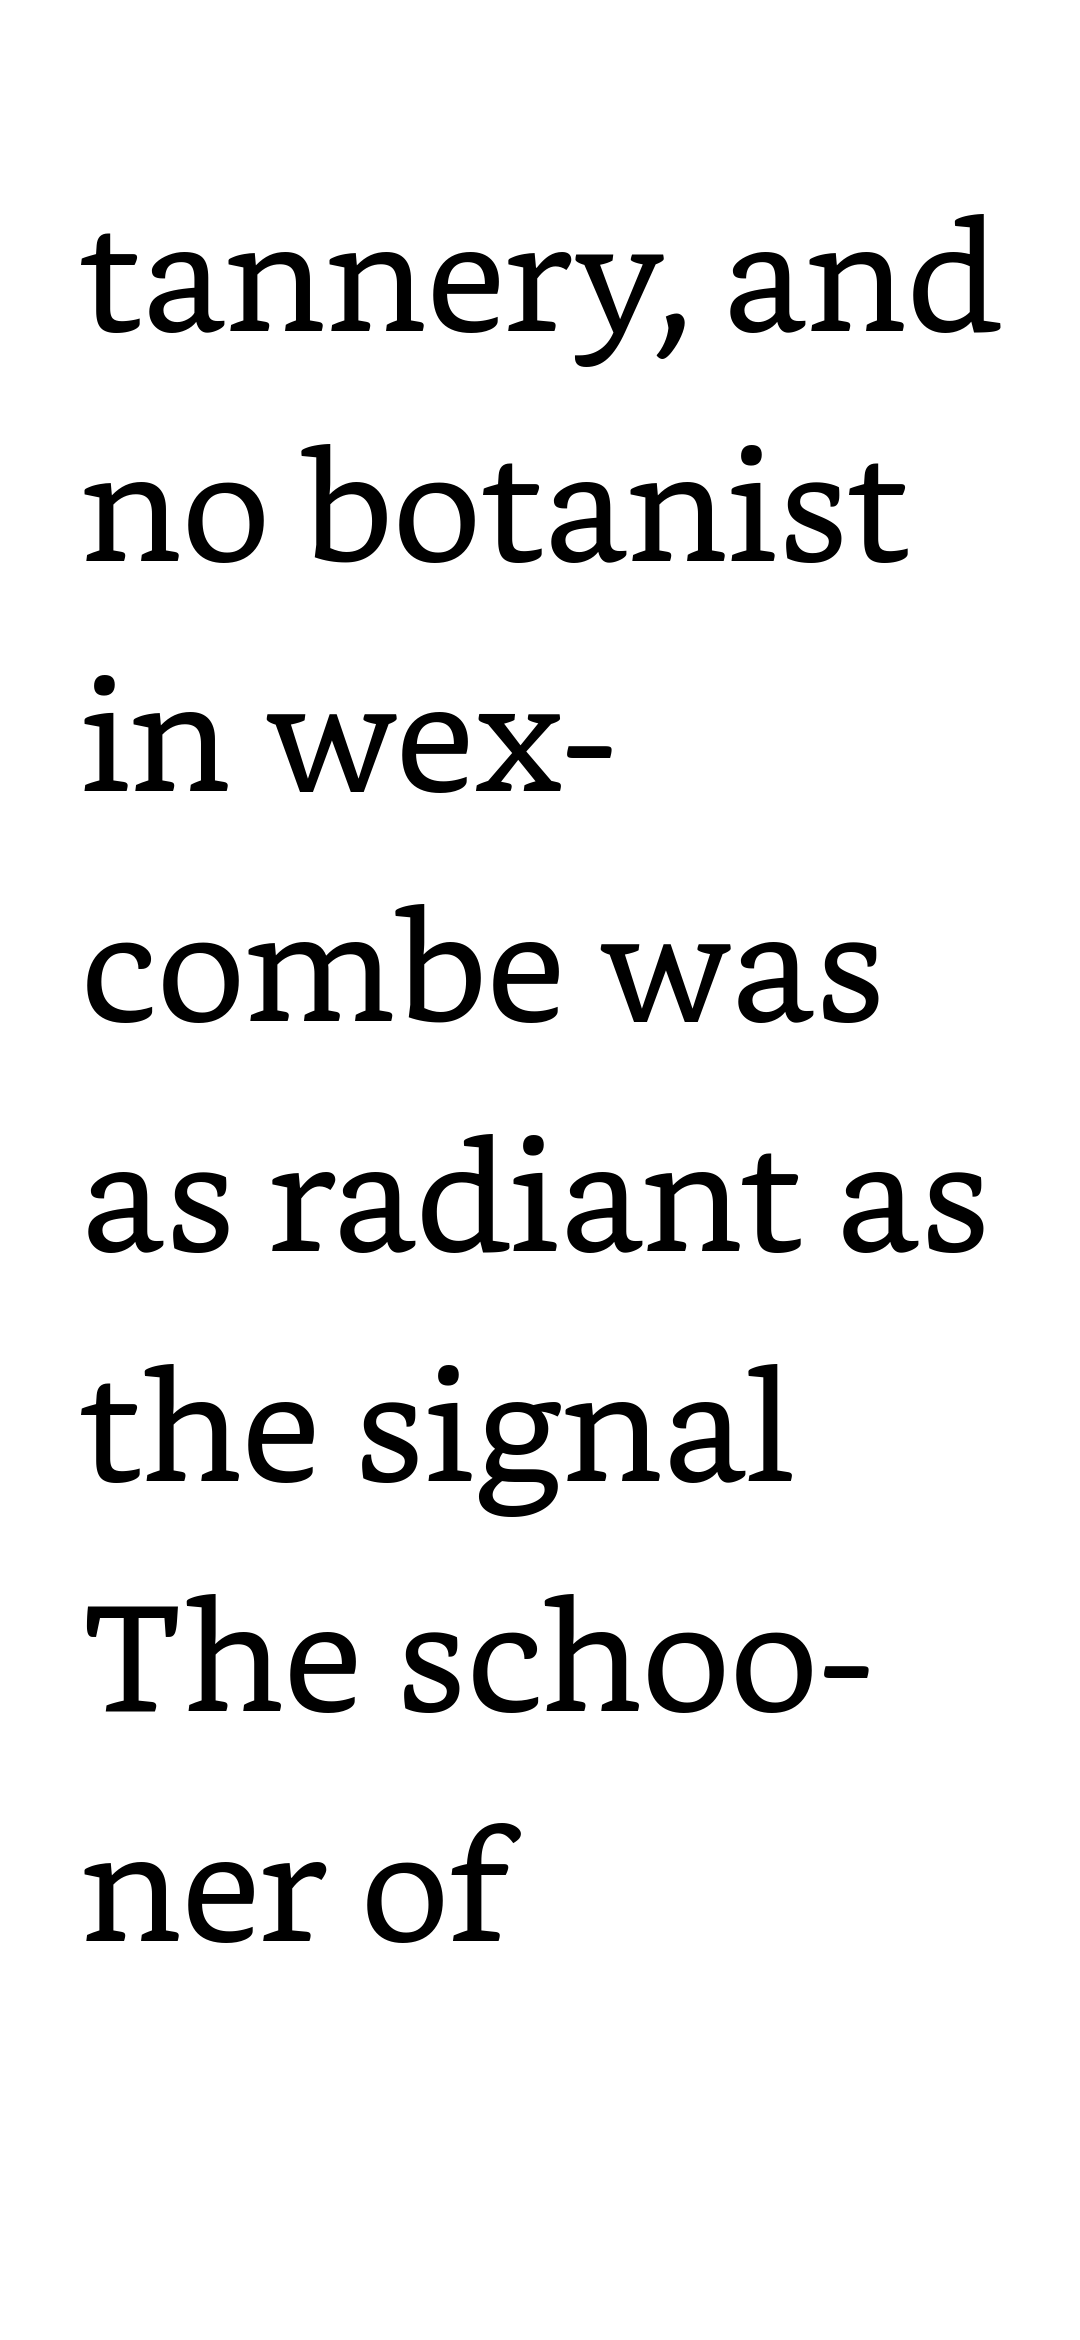 tannery, and
no botanist
in wex-
combe was
as radiant as
the signal
The schoo-
ner of